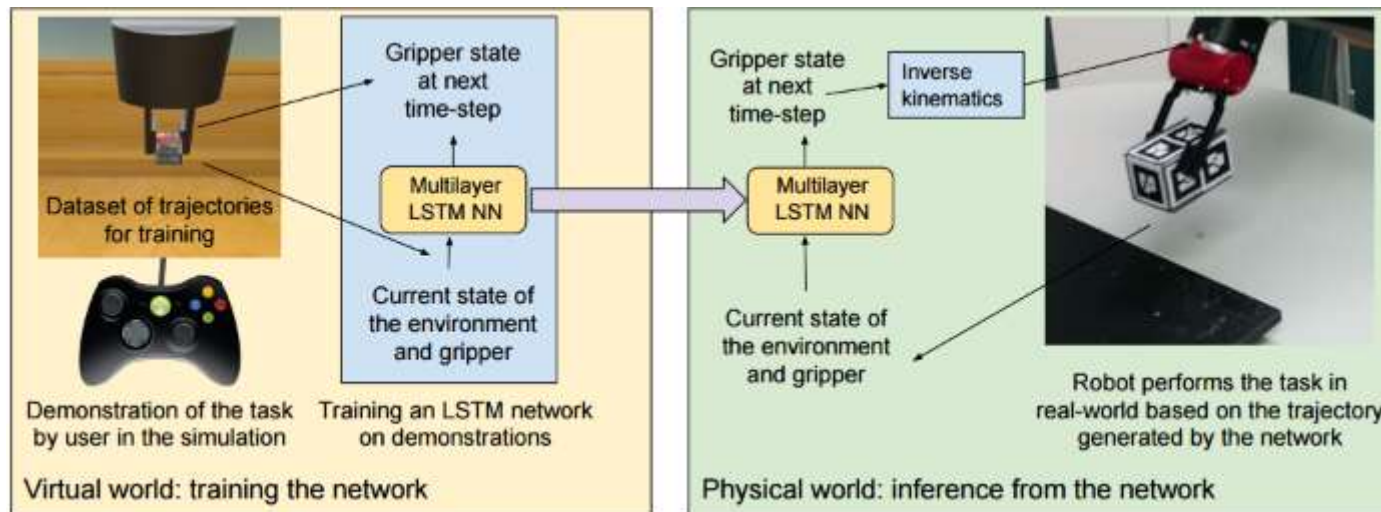 Dataset of trajectories
for training
Demonstration of the task
by user in the simulation
Gripper state
at next
time-step
Multilayer
LSTM NN
Current state of
the environment
and gripper
Training an LSTM network
on demonstrations
Virtual world: training the network
Gripper state
at next
time-step
Inverse
kinematics
Multilayer
LSTM NN
Current state of
the environment
and gripper
Robot performs the task in
real-world based on the trajectory
generated by the network
Physical world: inference from the network